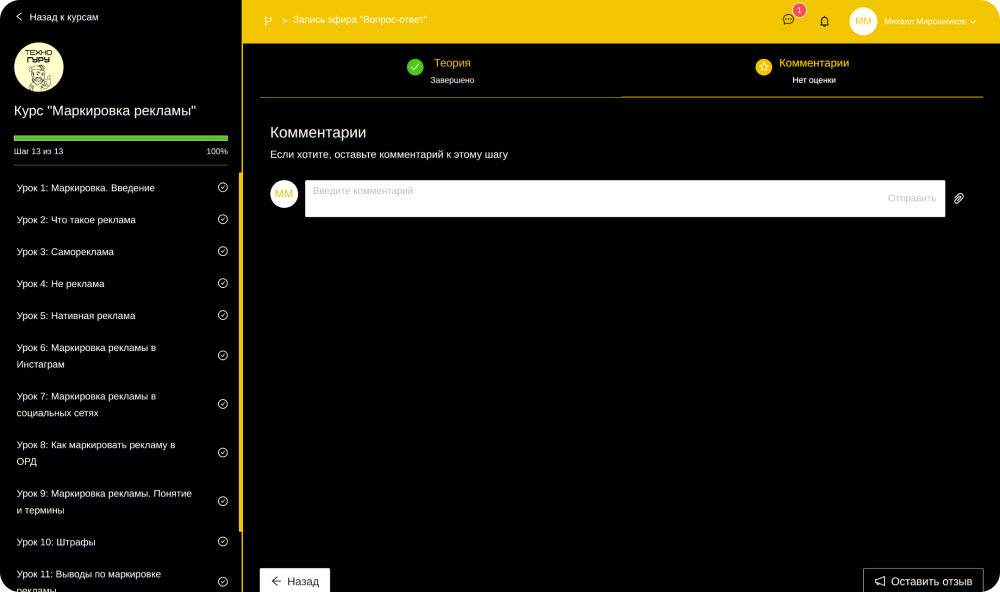 Назад к курсам
> Запись эфира "Вопрос-ответ"
1
ММ
Михаил Мирошников
ТЕХНО
ГУРУ
Курс "Маркировка рекламы"
Шаг 13 из 13
100%
Урок 1: Маркировка. Введение
Урок 2: Что такое реклама
Урок 3: Самореклама
Урок 4: Не реклама
Урок 5: Нативная реклама
Урок 6: Маркировка рекламы в
Инстаграм
Урок 7: Маркировка рекламы в
социальных сетях
Урок 8: Как маркировать рекламу в
ОРД
Урок 9: Маркировка рекламы. Понятие
и термины
Урок 10: Штрафы
Урок 11: Выводы по маркировке
рекламы
Теория
Завершено
Комментарии
Нет оценки
Комментарии
Если хотите, оставьте комментарий к этому шагу
ММ
Введите комментарий
Отправить
Назад
Оставить отзыв